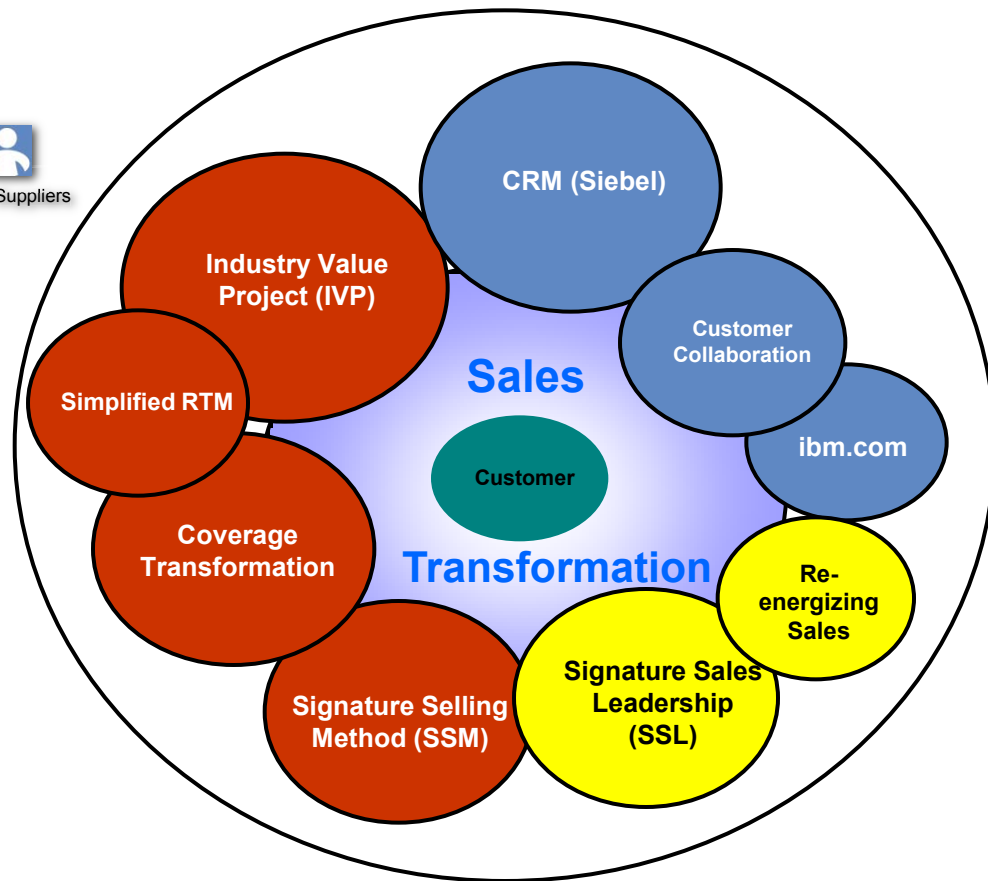 Suppliers
CRM (Siebel)
Industry Value
Project (IVP)
Customer
Collaboration
Sales
Simplified RTM
ibm.com
Customer
Coverage
Transformation
Transformation
Re-
energizing
Sales
Signature Sales
Leadership
(SSL)
Signature Selling
Method (SSM)